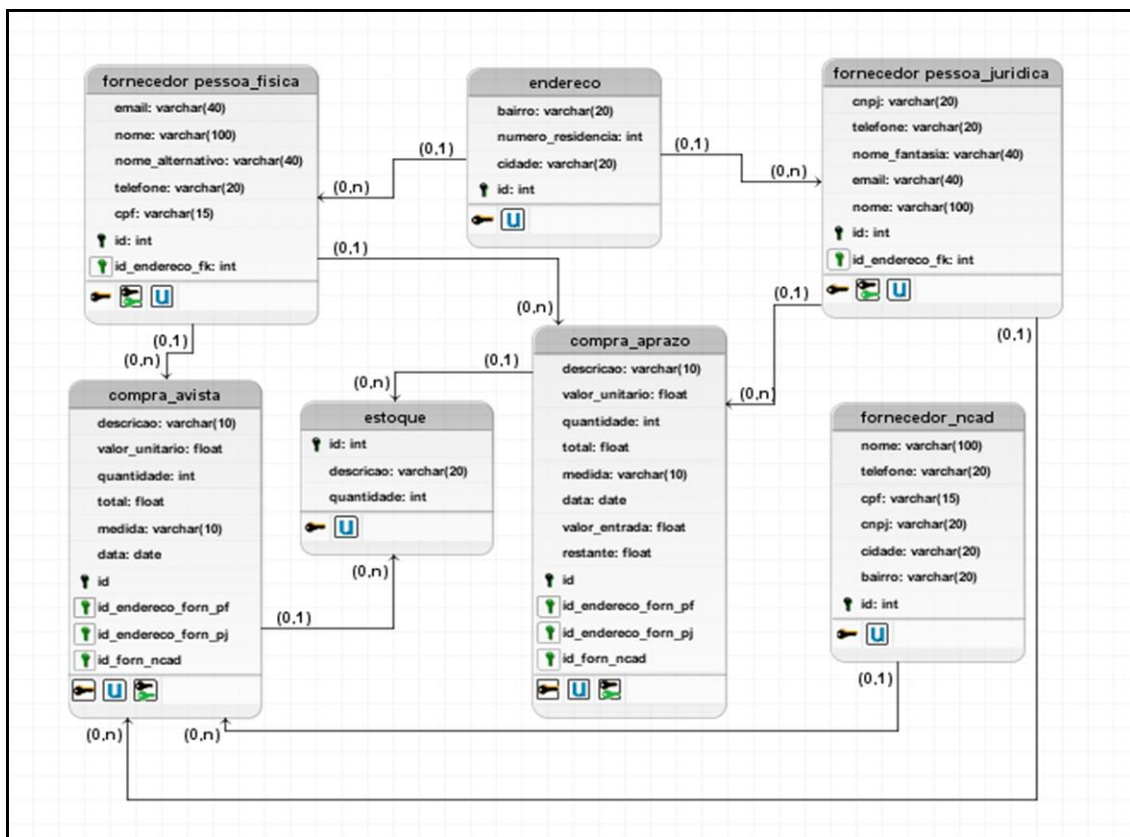 fornecedor pessoa_fisica
email: varchar(40)
nome: varchar(100)
nome_alternativo: varchar(40)
telefone: varchar(20)
cpf: varchar(15)
id: int
id_endereco_fk: int
U
endereco
bairro: varchar(20)
numero_residencia: int
cidade: varchar(20)
id: int
U
fornecedor pessoa_juridica
cnpj: varchar(20)
telefone: varchar(20)
nome_fantasia: varchar(40)
email: varchar(40)
nome: varchar(100)
id: int
id_endereco_fk: int
U
(0,1)
(0,n)
(0,1)
(0,n)
(0,1)
(0,n)
(0,1)
(0,n)
(0,1)
(0,n)
(0,1)
(0,n)
(0,1)
compra_avista
descricao: varchar(10)
valor_unitario: float
quantidade: int
total: float
medida: varchar(10)
data: date
id
id_endereco_forn_pf
id_endereco_forn_pj
id_forn_ncad
U
estoque
id: int
descricao: varchar(20)
quantidade: int
U
(0,n)
(0,1)
compra_aprazo
descricao: varchar(10)
valor_unitario: float
quantidade: int
total: float
medida: varchar(10)
data: date
valor_entrada: float
restante: float
id
id_endereco_forn_pf
id_endereco_forn_pj
id_forn_ncad
U
fornecedor_ncad
nome: varchar(100)
telefone: varchar(20)
cpf: varchar(15)
cnpj: varchar(20)
cidade: varchar(20)
bairro: varchar(20)
id: int
U
(0,1)
(0,n)
(0,n)